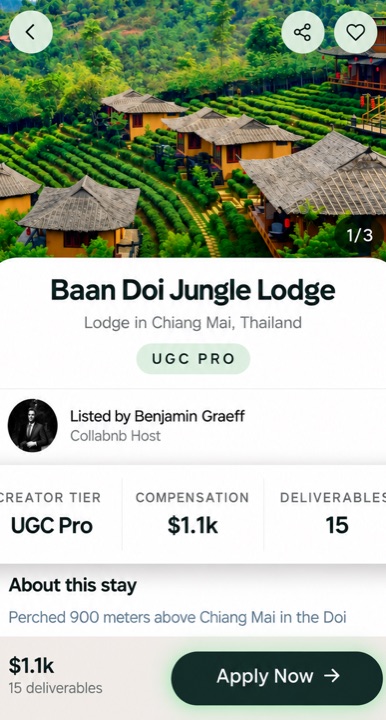 1/3
Baan Doi Jungle Lodge
Lodge in Chiang Mai, Thailand
UGC PRO
Listed by Benjamin Graeff
Collabnb Host
CREATOR TIER
COMPENSATION
DELIVERABLES
UGC Pro
$1.1k
15
About this stay
Perched 900 meters above Chiang Mai in the Doi
$1.1k
15 deliverables
Apply Now →